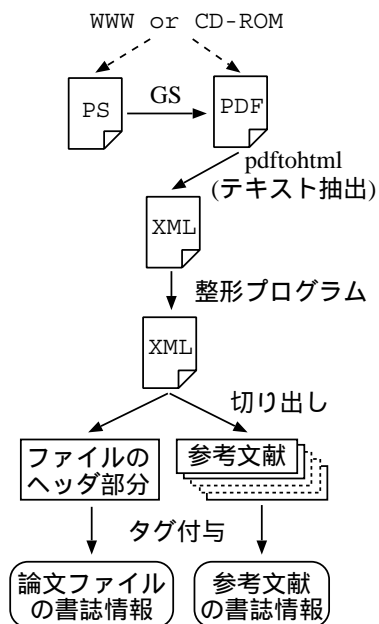 WWW or CD-ROM
GS
PS
PDF
pdftohtml
(テキスト抽出)
XML
整形プログラム
XML
切り出し
ファイルの
ヘッダ部分
参考文献
タグ付与
論文ファイル
の書誌情報
参考文献
の書誌情報